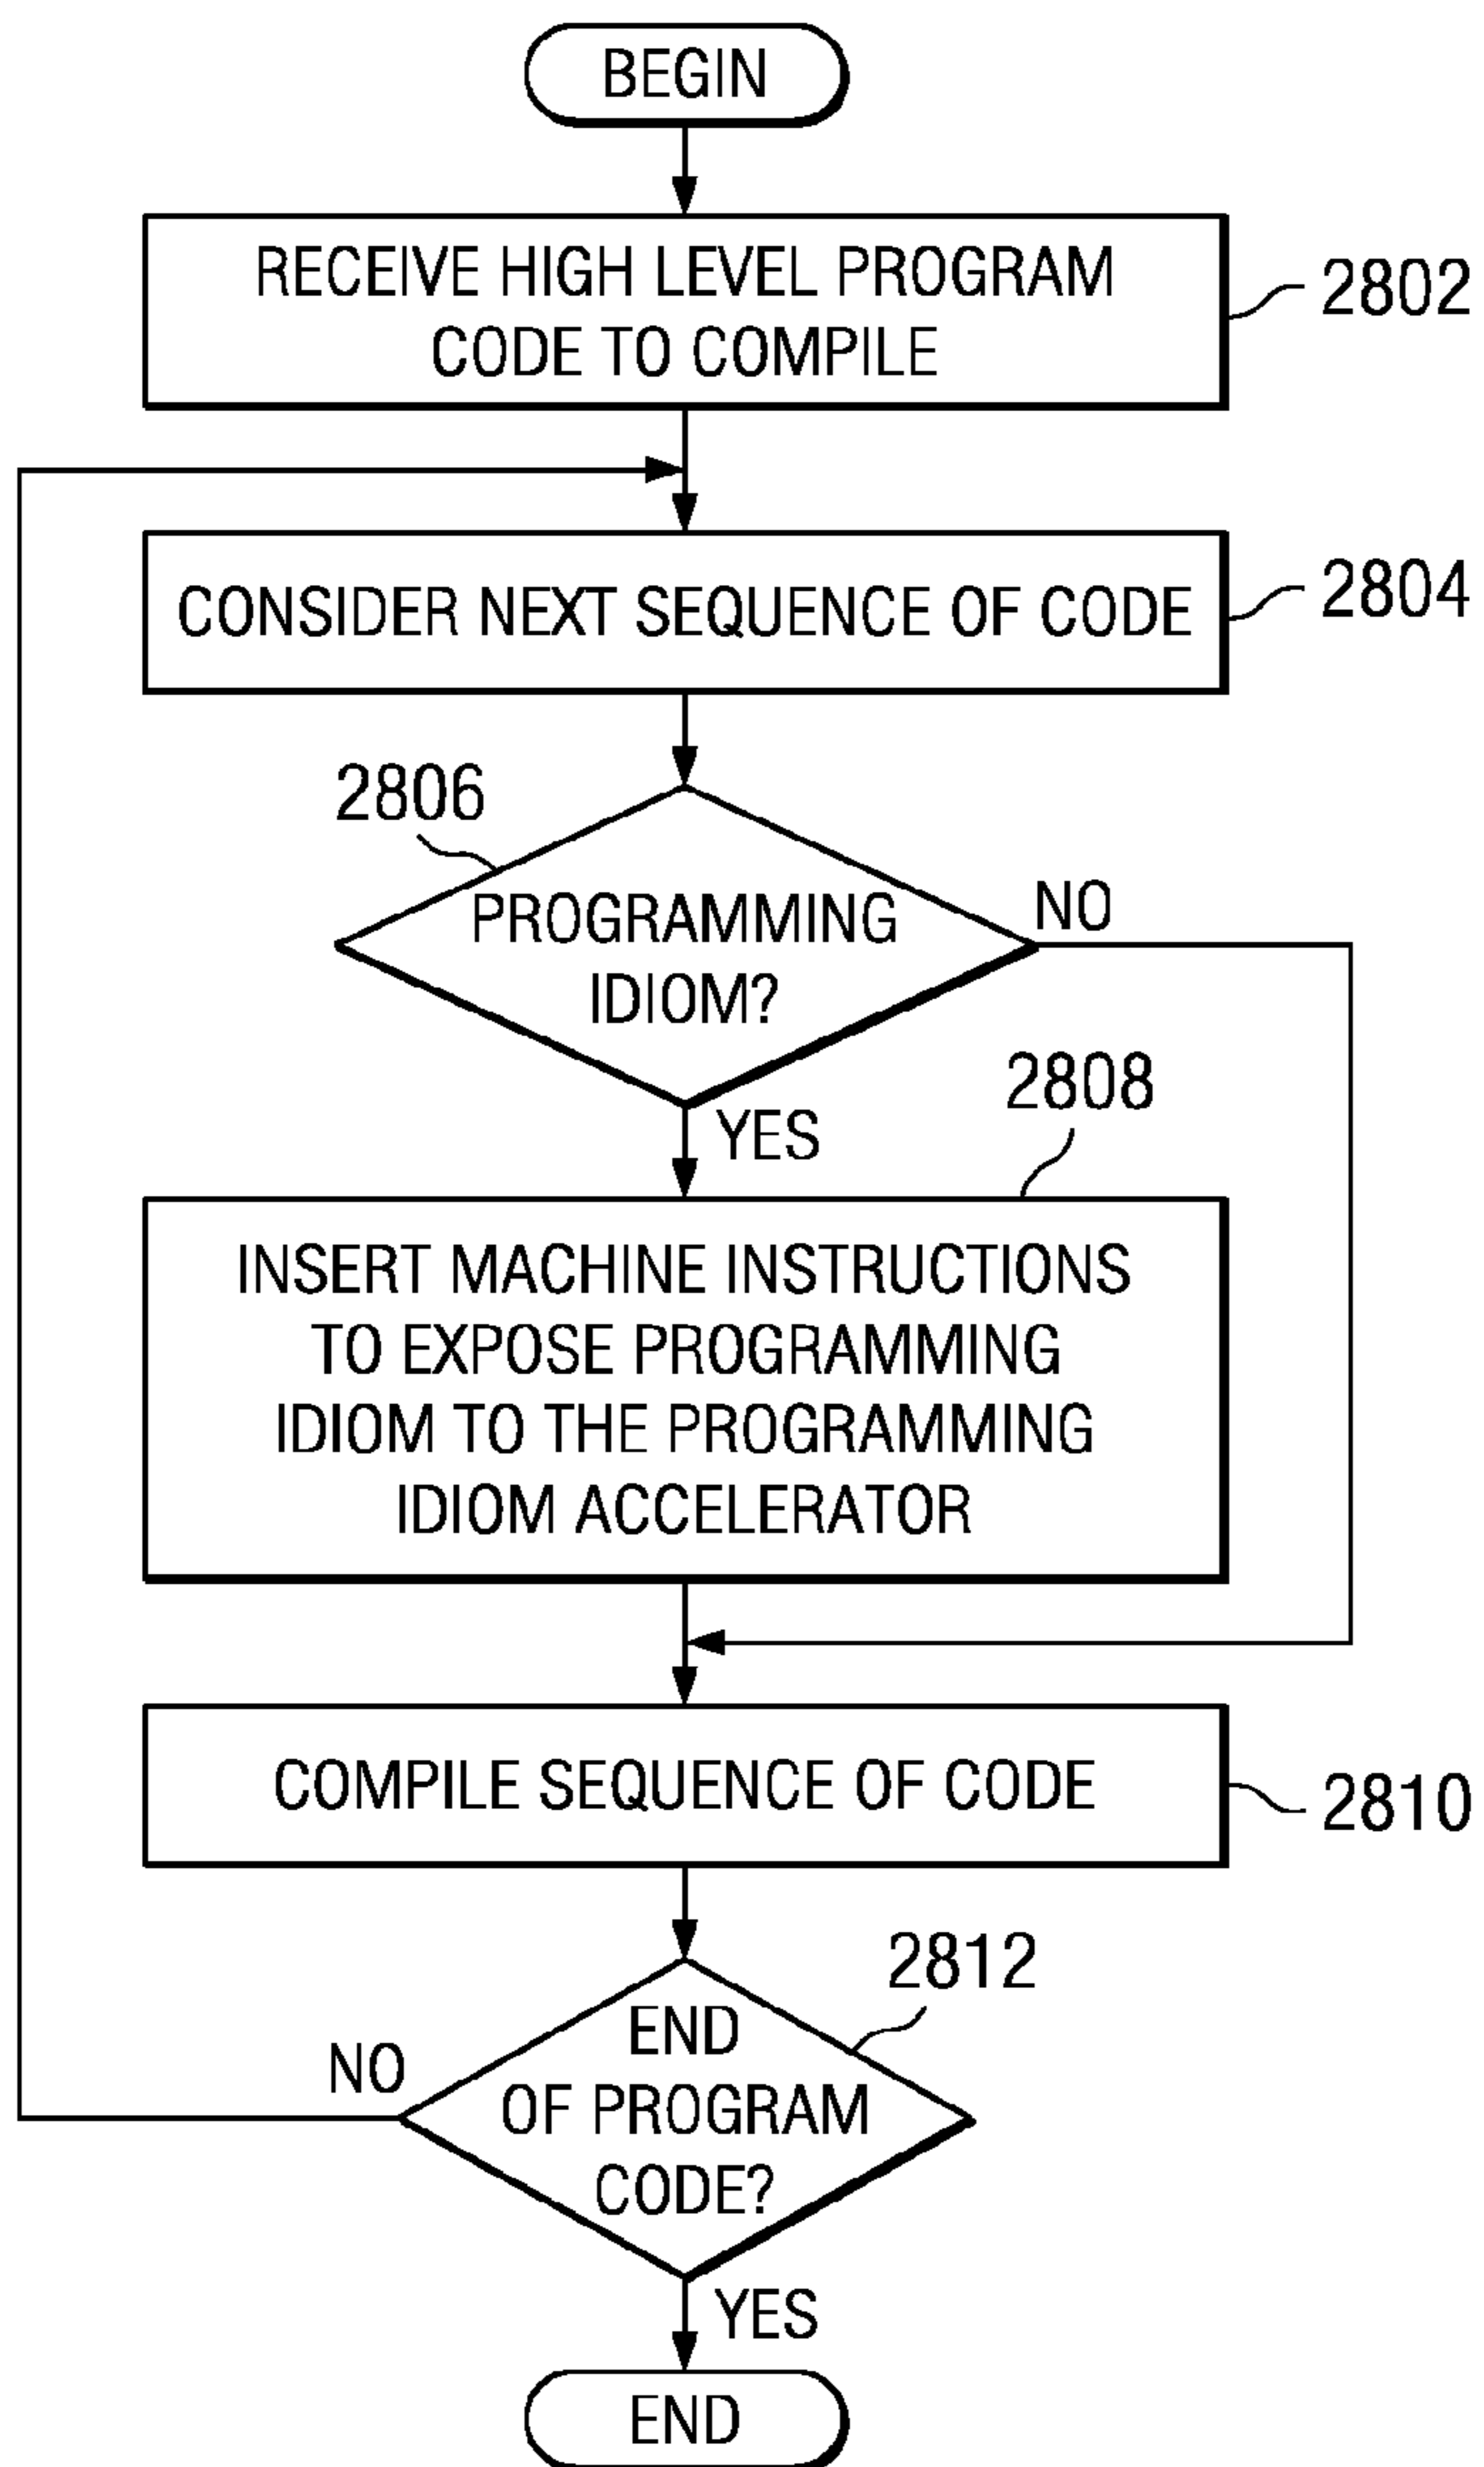 BEGIN
RECEIVE HIGH LEVEL PROGRAM
CODE TO COMPILE
2802
CONSIDER NEXT SEQUENCE OF CODE
2804
2806
PROGRAMMING
IDIOM?
NO
YES
2808
INSERT MACHINE INSTRUCTIONS
TO EXPOSE PROGRAMMING
IDIOM TO THE PROGRAMMING
IDIOM ACCELERATOR
COMPILE SEQUENCE OF CODE
2810
2812
END
OF PROGRAM
CODE?
NO
YES
END